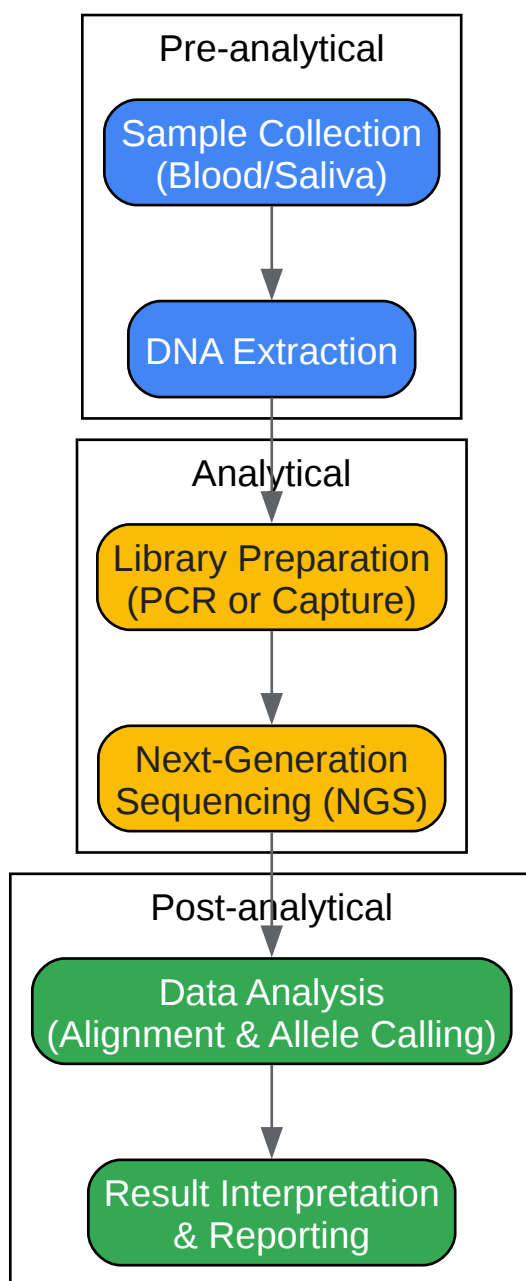 Pre-analytical
Sample Collection
(Blood/Saliva)
DNA Extraction
Analytical
Library Preparation
(PCR or Capture)
Next-Generation
Sequencing (NGS)
Post-analytical
Data Analysis
(Alignment & Allele Calling)
Result Interpretation
& Reporting